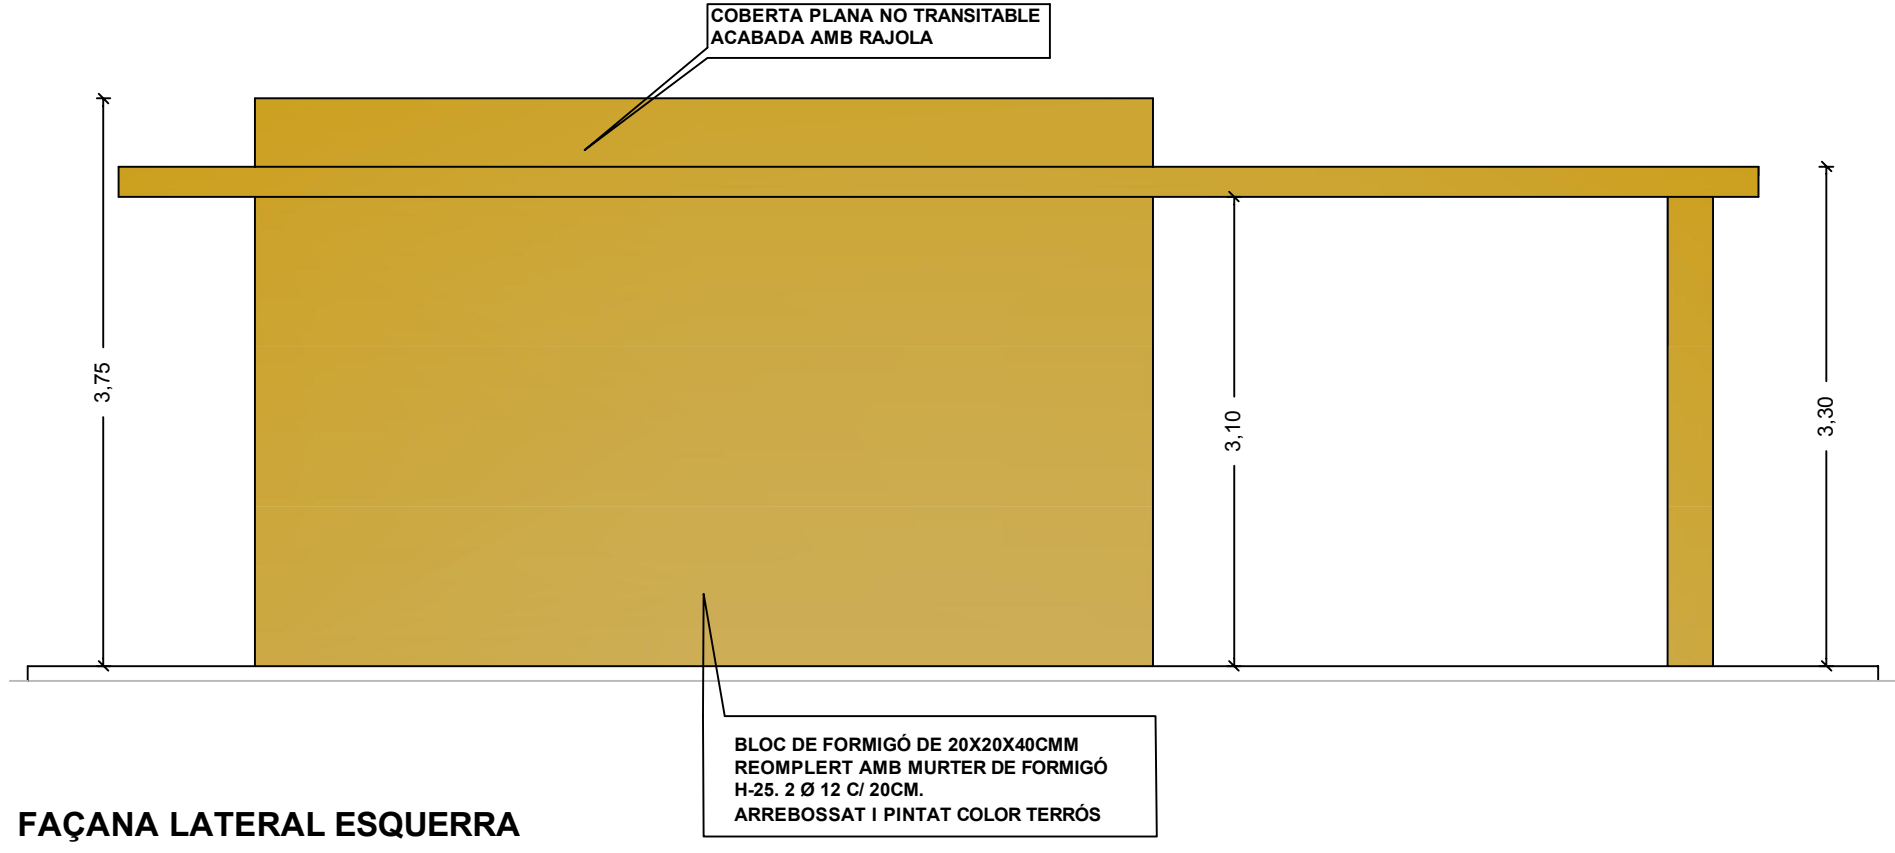 COBERTA PLANA NO TRANSITABLE
ACABADA AMB RAJOLA
3,75
3,10
3,30
BLOC DE FORMIGÓ DE 20X20X40CMM
REOMPLERT AMB MURTER DE FORMIGÓ
H-25. 2 Ø 12 C/ 20CM.
ARREBOSSAT I PINTAT COLOR TERRÓS
FAÇANA LATERAL ESQUERRA